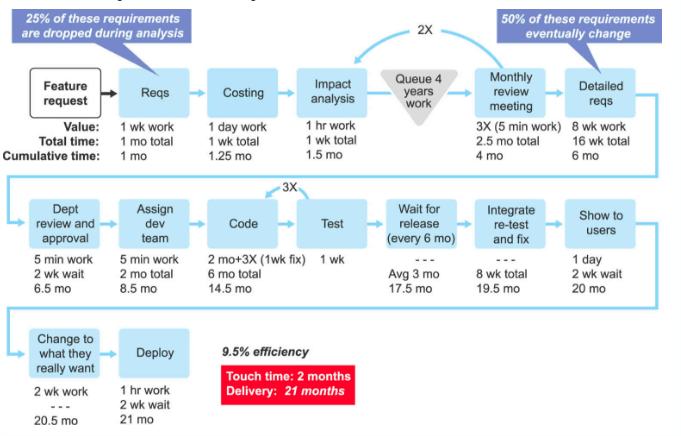 25% of these requirements
are dropped during analysis
50% of these requirements
eventually change
2X
Feature
request
Reqs
Costing
Impact
analysis
Queue 4
years
work
Monthly
review
meeting
Detailed
reqs
Value:
1 wk work
1 day work
1 hr work
3X (5 min work)
8 wk work
Total time:
1 mo total
1 wk total
1 wk total
2.5 mo total
16 wk total
Cumulative time:
1 mo
1.25 mo
1.5 mo
4 mo
6 mo
3X
Dept
review and
approval
Assign
dev
team
Code
Test
Wait for
release
(every 6 mo)
Integrate
re-test
and fix
Show to
users
5 min work
2 wk wait
6.5 mo
5 min work
2 mo total
8.5 mo
2 mo+3X (1wk fix)
6 mo total
14.5 mo
1 wk
- - -
Avg 3 mo
17.5 mo
- - -
8 wk total
19.5 mo
1 day
2 wk wait
20 mo
Change to
what they
really want
Deploy
2 wk work
- - -
20.5 mo
1 hr work
2 wk wait
21 mo
9.5% efficiency
Touch time: 2 months
Delivery: 21 months